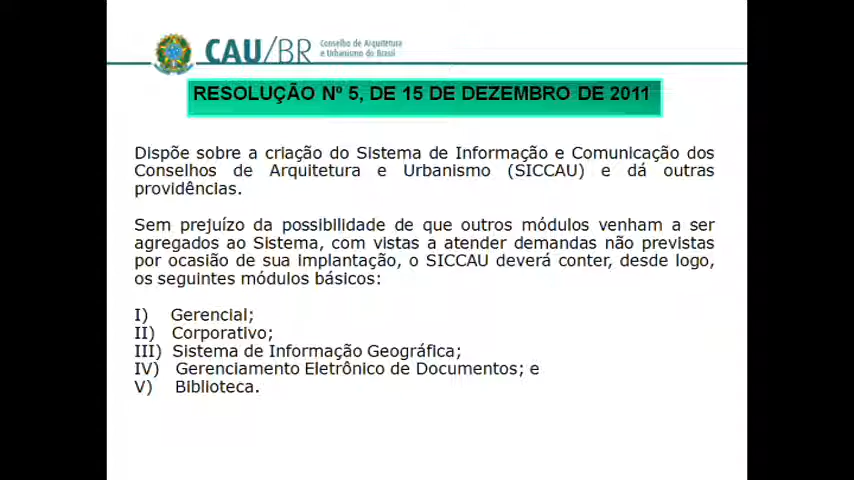 CAU/BR Conselho de Arquitetura
e Urbanismo do Brasil
RESOLUÇÃO Nº 5, DE 15 DE DEZEMBRO DE 2011
Dispõe sobre a criação do Sistema de Informação e Comunicação dos
Conselhos de Arquitetura e Urbanismo (SICCAU) e dá outras
providências.
Sem prejuízo da possibilidade de que outros módulos venham a ser
agregados ao Sistema, com vistas a atender demandas não previstas
por ocasião de sua implantação, o SICCAU deverá conter, desde logo,
os seguintes módulos básicos:
I) Gerencial;
II) Corporativo;
III) Sistema de Informação Geográfica;
IV) Gerenciamento Eletrônico de Documentos; e
V) Biblioteca.